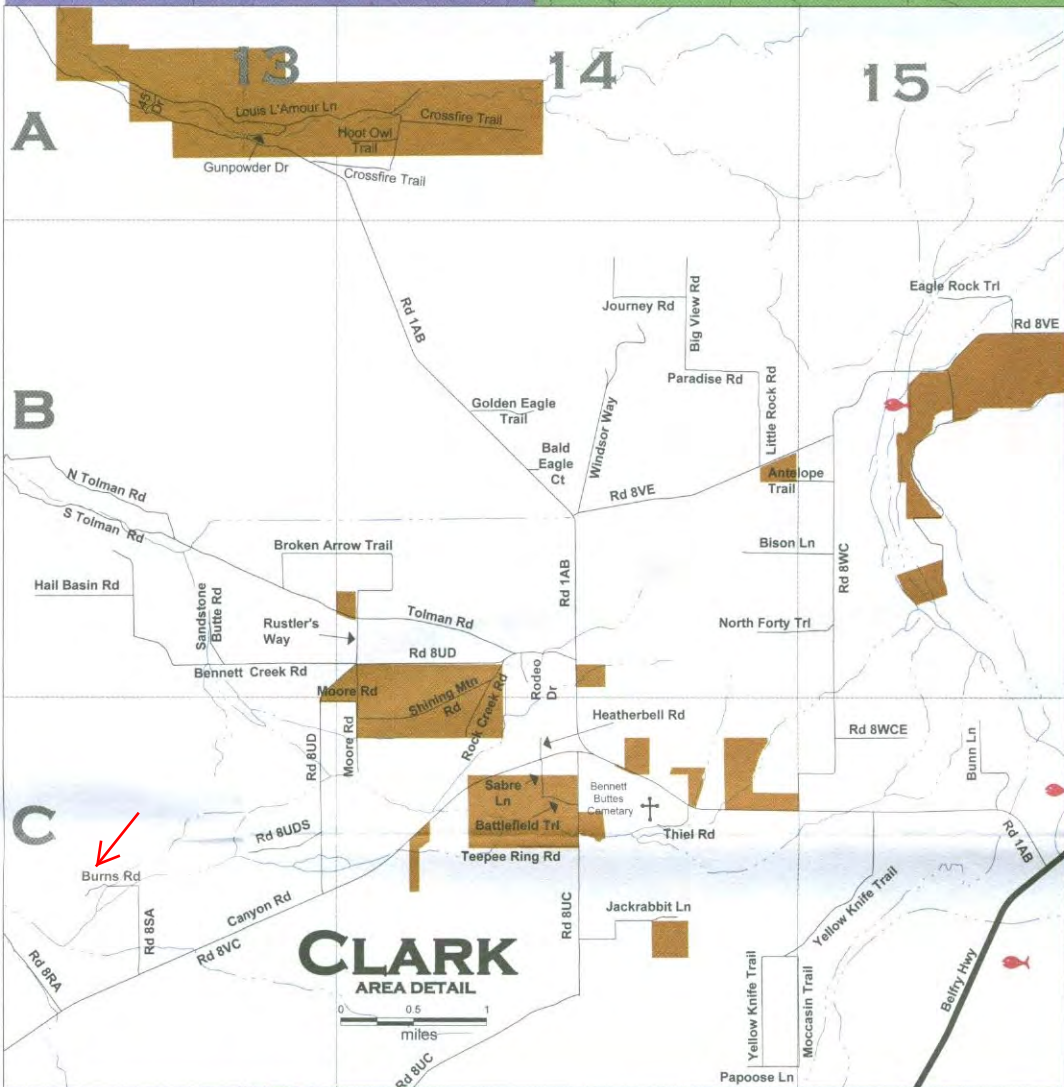 13
14
15
A
.45
Dr
Louis L'Amour Ln
Crossfire Trail
Hoot Owl
Trail
Gunpowder Dr
Crossfire Trail
Rd 1AB
Journey Rd
Big View Rd
Eagle Rock Trl
Rd 8VE
Paradise Rd
Little Rock Rd
Windsor Way
B
Golden Eagle
Trail
Bald
Eagle
Ct
Rd 8VE
Antelope
Trail
N Tolman Rd
S Tolman Rd
Broken Arrow Trail
Bison Ln
Rd 8WC
Rd 1AB
Hail Basin Rd
Sandstone
Butte Rd
Rustler's
Way
Tolman Rd
North Forty Trl
Rd 8UD
Bennett Creek Rd
Rodeo
Dr
Moore Rd
Shining Mtn
Rd
Rock Creek Rd
Heatherbell Rd
Rd 8UD
Moore Rd
Rd 8WCE
Bunn Ln
Sabre
Ln
Bennett
Buttes
Cemetary
C
Rd 8UDS
Battlefield Trl
Thiel Rd
Rd 1AB
Teepee Ring Rd
Burns Rd
Rd 8SA
Canyon Rd
Rd 8VC
Rd 8UC
Jackrabbit Ln
Yellow Knife Trail
Rd 8RA
CLARK
AREA DETAIL
0 0.5 1
miles
Yellow Knife Trail
Moccasin Trail
Belfry Hwy
Rd 8UC
Papoose Ln